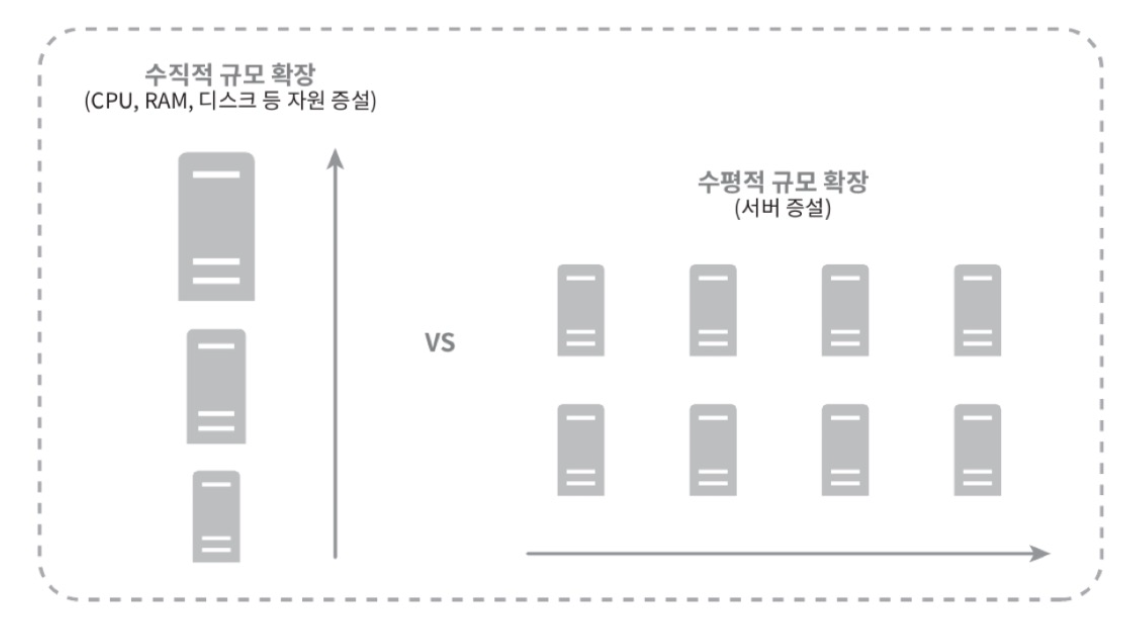 수직적 규모 확장
(CPU, RAM, 디스크 등 자원 증설)
수평적 규모 확장
(서버 증설)
VS